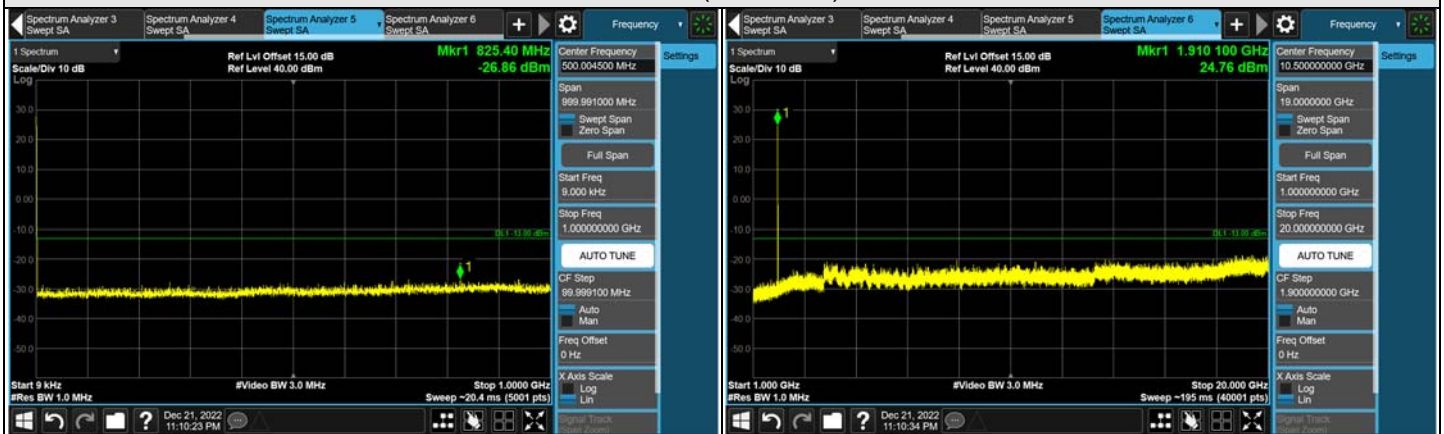 Spectrum Analyzer 3
Swept SA
Spectrum Analyzer 4
Swept SA
Spectrum Analyzer 5
Swept SA
Spectrum Analyzer 6
Swept SA
+
Frequency
1 Spectrum
Scale/Div 10 dB
Log
Ref Lvl Offset 15.00 dB
Ref Level 40.00 dBm
Mkr1 825.40 MHz
-26.86 dBm
30.0
20.0
10.0
0.00
-10.0
-20.0
-30.0
-40.0
-50.0
DL1 -13.00 dBm
1
Start 9 kHz
#Res BW 1.0 MHz
#Video BW 3.0 MHz
Stop 1.0000 GHz
Sweep ~20.4 ms (5001 pts)
Center Frequency
500.004500 MHz
Settings
Span
999.991000 MHz
Swept Span
Zero Span
Full Span
Start Freq
9.000 kHz
Stop Freq
1.000000000 GHz
AUTO TUNE
CF Step
99.999100 MHz
Auto
Man
Freq Offset
0 Hz
X Axis Scale
Log
Lin
Signal Track
(Span Zoom)
?
Dec 21, 2022
11:10:23 PM
Spectrum Analyzer 3
Swept SA
Spectrum Analyzer 4
Swept SA
Spectrum Analyzer 5
Swept SA
Spectrum Analyzer 6
Swept SA
+
Frequency
1 Spectrum
Scale/Div 10 dB
Log
Ref Lvl Offset 15.00 dB
Ref Level 40.00 dBm
Mkr1 1.910 100 GHz
24.76 dBm
30.0
20.0
10.0
0.00
-10.0
-20.0
-30.0
-40.0
-50.0
DL1 -13.00 dBm
1
Start 1.000 GHz
#Res BW 1.0 MHz
#Video BW 3.0 MHz
Stop 20.000 GHz
Sweep ~195 ms (40001 pts)
Center Frequency
10.500000000 GHz
Settings
Span
19.0000000 GHz
Swept Span
Zero Span
Full Span
Start Freq
1.000000000 GHz
Stop Freq
20.000000000 GHz
AUTO TUNE
CF Step
1.900000000 GHz
Auto
Man
Freq Offset
0 Hz
X Axis Scale
Log
Lin
Signal Track
(Span Zoom)
?
Dec 21, 2022
11:10:34 PM